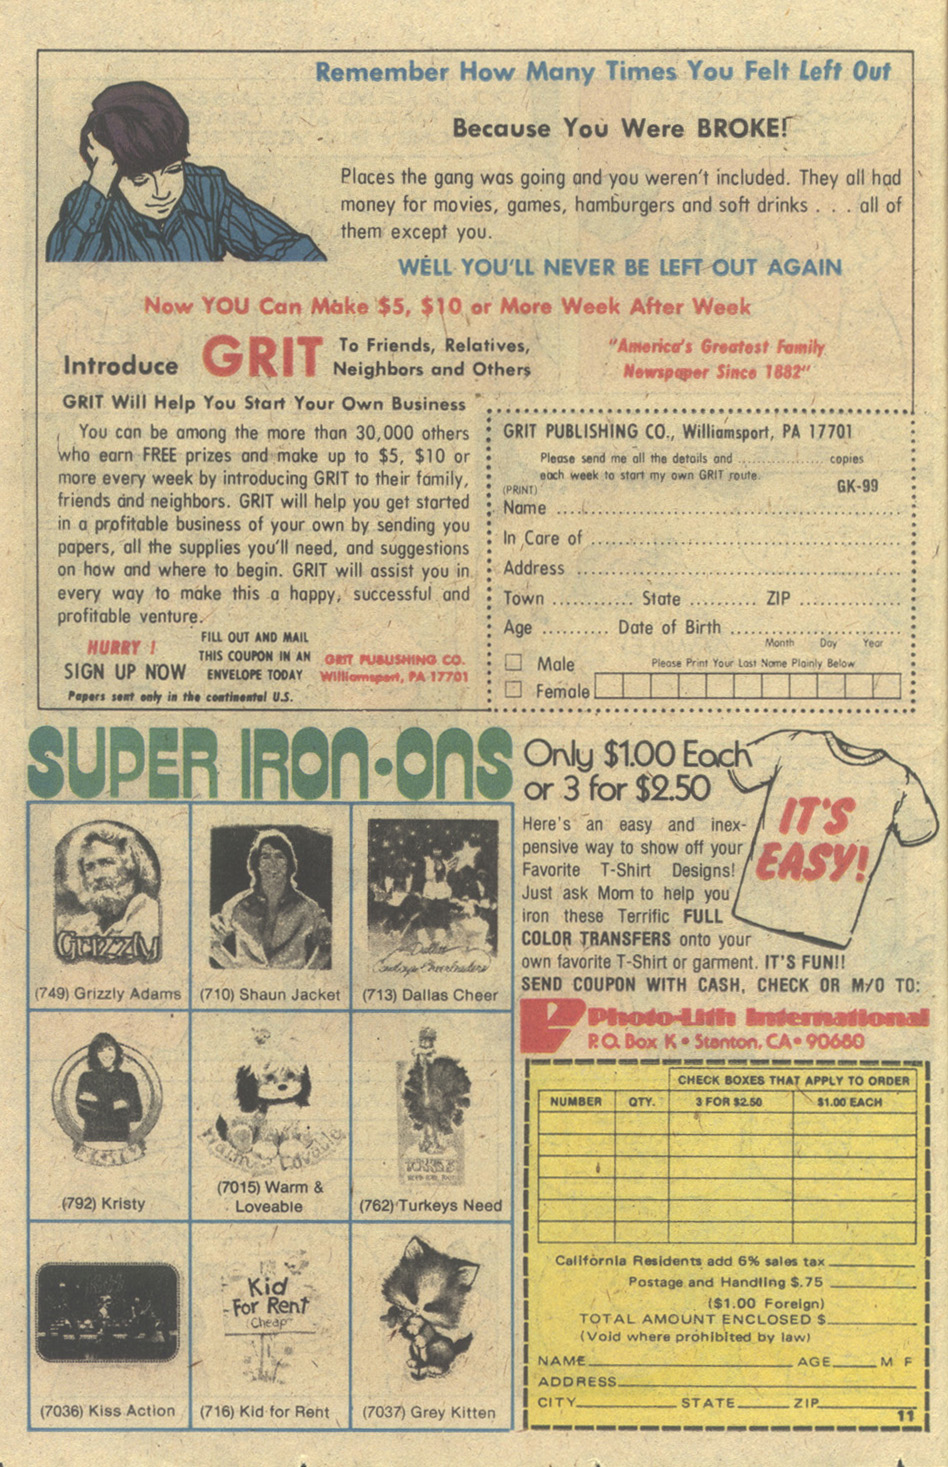 Remember How Many Times You Felt Left Out
Because You Were BROKE!
Places the gang was going and you weren't included. They all had
money for movies, games, hamburgers and soft drinks . . . all of
them except you.
WELL YOU'LL NEVER BE LEFT OUT AGAIN
Now YOU Can Make $5, $10 or More Week After Week
Introduce GRIT To Friends, Relatives,
Neighbors and Others
"America's Greatest Family
Newspaper Since 1882"
GRIT Will Help You Start Your Own Business
You can be among the more than 30,000 others
who earn FREE prizes and make up to $5, $10 or
more every week by introducing GRIT to their family,
friends and neighbors. GRIT will help you get started
in a profitable business of your own by sending you
papers, all the supplies you'll need, and suggestions
on how and where to begin. GRIT will assist you in
every way to make this a happy, successful and
profitable venture.
HURRY !
SIGN UP NOW
FILL OUT AND MAIL
THIS COUPON IN AN
ENVELOPE TODAY
GRIT PUBLISHING CO.
Williamsport, PA 17701
Papers sent only in the continental U.S.
GRIT PUBLISHING CO., Williamsport, PA 17701
Please send me all the details and .................. copies
each week to start my own GRIT route.
(PRINT)
GK-99
Name
In Care of
Address
Town ........... State .......... ZIP ...............
Age .......... Date of Birth
Month Day Year
Male
Please Print Your Last Name Plainly Below
Female
SUPER IRON-ONS
Grizzly
(749) Grizzly Adams
(710) Shaun Jacket
Dallas
Cowboys Cheerleaders
(713) Dallas Cheer
(792) Kristy
(7015) Warm &
Loveable
(762) Turkeys Need
(7036) Kiss Action
Kid
For Rent
Cheap
(716) Kid for Rent
(7037) Grey Kitten
Only $1.00 Each
or 3 for $2.50
IT'S
EASY!
Here's an easy and inex-
pensive way to show off your
Favorite T-Shirt Designs!
Just ask Mom to help you
iron these Terrific FULL
COLOR TRANSFERS onto your
own favorite T-Shirt or garment. IT'S FUN!!
SEND COUPON WITH CASH, CHECK OR M/O TO:
Photo-Lith International
P.O. Box K • Stanton, CA • 90680
CHECK BOXES THAT APPLY TO ORDER
NUMBER QTY. 3 FOR $2.50 $1.00 EACH
California Residents add 6% sales tax
Postage and Handling $.75
($1.00 Foreign)
TOTAL AMOUNT ENCLOSED $
(Void where prohibited by law)
NAME AGE M F
ADDRESS
CITY STATE ZIP
11